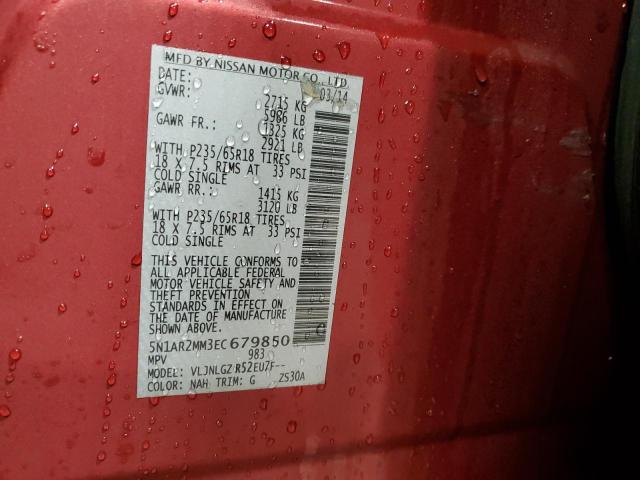 MFD BY NISSAN MOTOR CO., LTD
DATE: 03/14
GVWR: 2715 KG
5986 LB
GAWR FR.: 1325 KG
2921 LB
WITH P235/65R18 TIRES
18 X 7.5 RIMS AT 33 PSI
COLD SINGLE
GAWR RR.: 1415 KG
3120 LB
WITH P235/65R18 TIRES
18 X 7.5 RIMS AT 33 PSI
COLD SINGLE
THIS VEHICLE CONFORMS TO
ALL APPLICABLE FEDERAL
MOTOR VEHICLE SAFETY AND
THEFT PREVENTION
STANDARDS IN EFFECT ON
THE DATE OF MANUFACTURE
SHOWN ABOVE.
5N1AR2MM3EC679850
MPV 983
MODEL: VLJNLGZ R52EU7F--
COLOR: NAH TRIM: G ZS30A